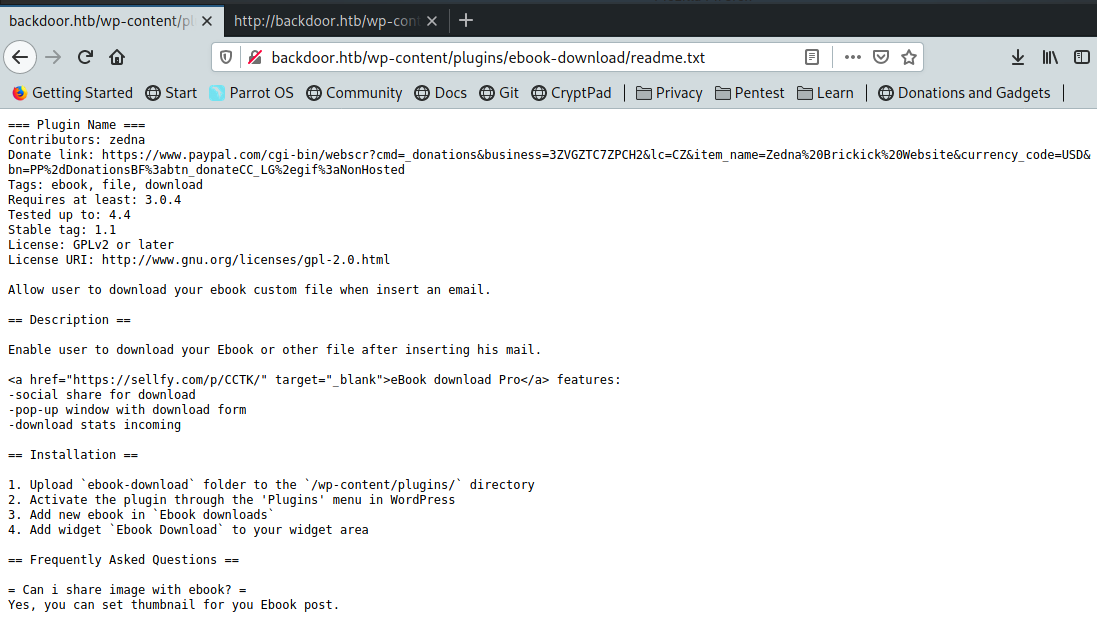 backdoor.htb/wp-content/pl
http://backdoor.htb/wp-cont
backdoor.htb/wp-content/plugins/ebook-download/readme.txt
Getting Started Start Parrot OS Community Docs Git CryptPad Privacy Pentest Learn Donations and Gadgets
=== Plugin Name ===
Contributors: zedna
Donate link: https://www.paypal.com/cgi-bin/webscr?cmd=_donations&business=3ZVGZTC7ZPCH2&lc=CZ&item_name=Zedna%20Brickick%20Website&currency_code=USD&
bn=PP%2dDonationsBF%3abtn_donateCC_LG%2egif%3aNonHosted
Tags: ebook, file, download
Requires at least: 3.0.4
Tested up to: 4.4
Stable tag: 1.1
License: GPLv2 or later
License URI: http://www.gnu.org/licenses/gpl-2.0.html
Allow user to download your ebook custom file when insert an email.
== Description ==
Enable user to download your Ebook or other file after inserting his mail.
<a href="https://sellfy.com/p/CCTK/" target="_blank">eBook download Pro</a> features:
-social share for download
-pop-up window with download form
-download stats incoming
== Installation ==
1. Upload `ebook-download` folder to the `/wp-content/plugins/` directory
2. Activate the plugin through the 'Plugins' menu in WordPress
3. Add new ebook in `Ebook downloads`
4. Add widget `Ebook Download` to your widget area
== Frequently Asked Questions ==
= Can i share image with ebook? =
Yes, you can set thumbnail for you Ebook post.